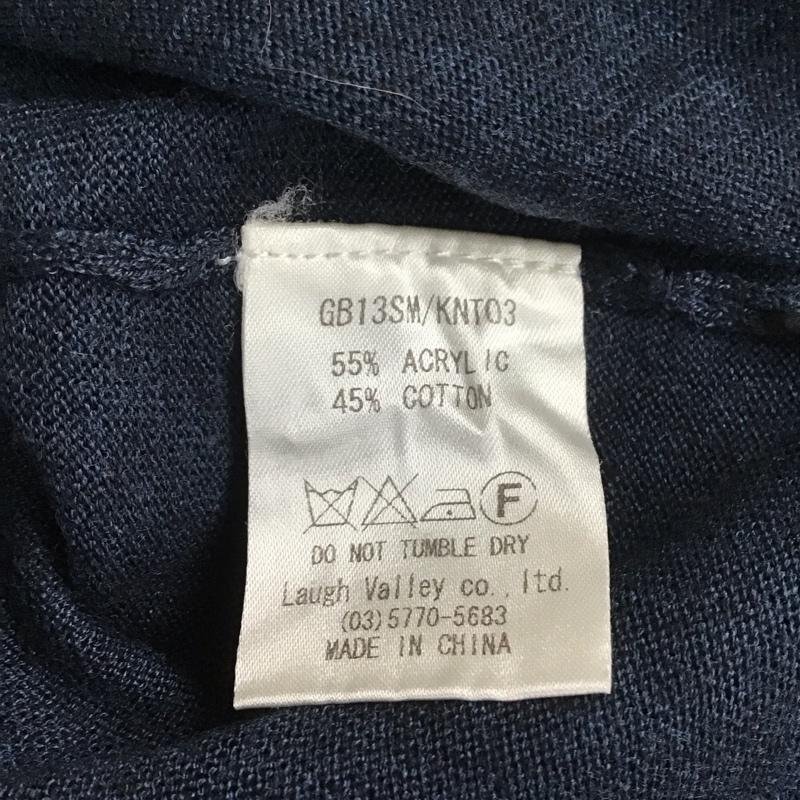 GB13SM/KNT03
55% ACRYLIC
45% COTTON
F
DO NOT TUMBLE DRY
Laugh Valley co., ltd.
(03)5770-5683
MADE IN CHINA